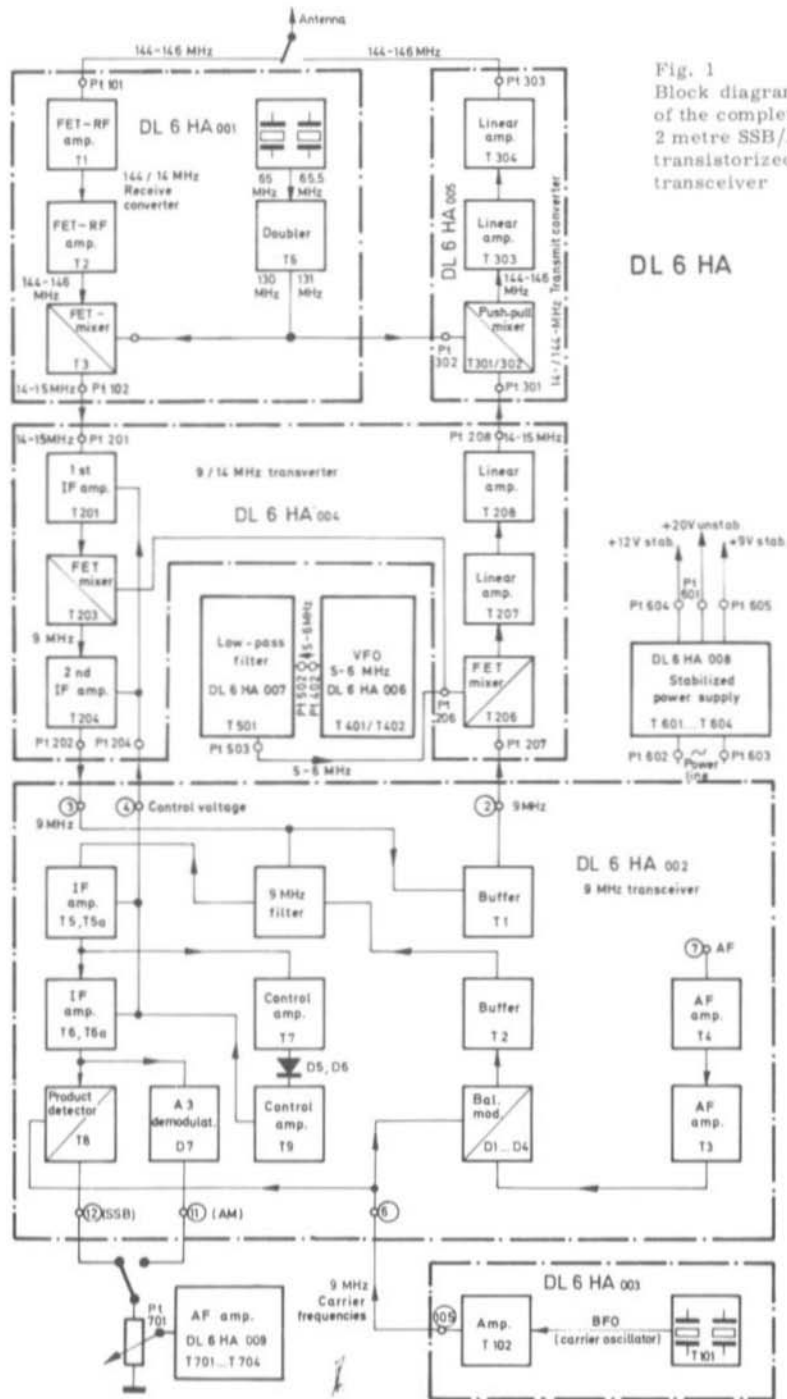 Antenna
144-146 MHz
144-146 MHz
Fig. 1
Block diagram
of the comple
2 metre SSB/
transistorized
transceiver
DL 6 HA
Pt 101
FET-RF
amp.
T1
DL 6 HA 001
65
MHz
65.5
MHz
144 / 14 MHz
Receive
converter
FET-RF
amp.
T2
Doubler
T5
130
MHz
131
MHz
144-146
MHz
FET-
mixer
T3
14-15MHz
Pt 102
Pt 303
Linear
amp.
T 304
DL 6 HA 005
Linear
amp.
T 303
144-146
MHz
14-/144-MHz Transmit converter
Push-pull
mixer
T301/302
Pt
302
Pt 301
14-15MHz
Pt 201
9 / 14 MHz transverter
Pt 208
14-15 MHz
1st
IF amp.
T201
DL 6 HA 004
Linear
amp.
T 208
FET
mixer
T203
Linear
amp.
T207
9 MHz
2nd
IF amp.
T204
Low-pass
filter
DL 6 HA 007
T501
Pt 502
Pt 402
5-6MHz
VFO
5-6 MHz
DL 6 HA 006
T401/T402
Pt
206
FET
mixer
T206
Pt 202
Pt 204
Pt 503
5-6 MHz
Pt 207
+12V stab.
+20V unstab.
+9V stab.
Pt
601
Pt 604
Pt 605
DL 6 HA 008
Stabilized
power supply
T 601 ... T 604
Pt 602
~
Pt 603
Power
line
3
4
Control voltage
2
9 MHz
9 MHz
DL 6 HA 002
9 MHz transceiver
IF
amp.
T5, T5a
9 MHz
filter
Buffer
T1
7
AF
IF
amp.
T6, T6a
Control
amp.
T7
Buffer
T2
AF
amp.
T4
D5, D6
Product
detector
T8
A3
demodulat.
D7
Control
amp.
T9
Bal.
mod.
D1 ... D4
AF
amp.
T3
12
(SSB)
11
(AM)
6
9 MHz
Carrier
frequencies
DL 6 HA 003
Pt
701
AF amp.
DL 6 HA 009
T701... T704
105
Amp.
T 102
BFO
(carrier oscillator)
T101